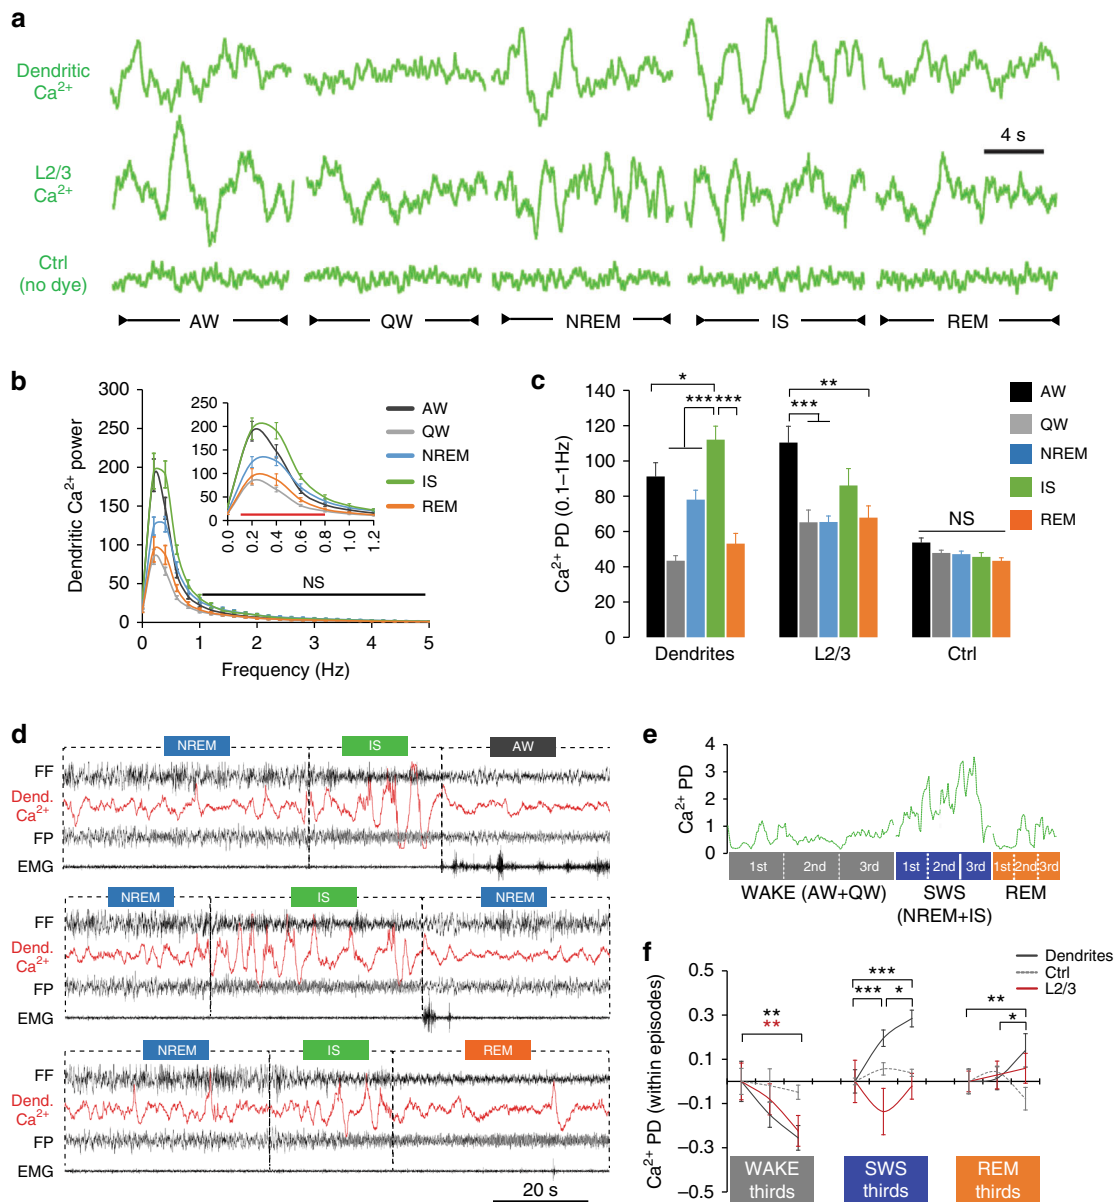 a
Dendritic
Ca2+
L2/3
Ca2+
4 s
Ctrl
(no dye)
AW
QW
NREM
IS
REM
b
Dendritic Ca2+ power
300
250
200
150
100
50
0
0
1
2
3
4
5
Frequency (Hz)
NS
250
200
150
100
50
0
0.0
0.2
0.4
0.6
0.8
1.0
1.2
AW
QW
NREM
IS
REM
c
Ca2+ PD (0.1–1Hz)
140
120
100
80
60
40
20
0
*
*** ***
**
***
NS
Dendrites
L2/3
Ctrl
AW
QW
NREM
IS
REM
d
NREM
IS
AW
FF
Dend.
Ca2+
FP
EMG
NREM
IS
NREM
FF
Dend.
Ca2+
FP
EMG
NREM
IS
REM
FF
Dend.
Ca2+
FP
EMG
20 s
e
Ca2+ PD
4
3
2
1
0
1st 2nd 3rd
1st 2nd 3rd
1st 2nd 3rd
WAKE (AW+QW)
SWS
(NREM+IS)
REM
f
Dendrites
Ctrl
L2/3
Ca2+ PD (within episodes)
0.5
0.3
0.1
–0.1
–0.3
–0.5
**
**
***
*** *
**
*
WAKE
thirds
SWS
thirds
REM
thirds